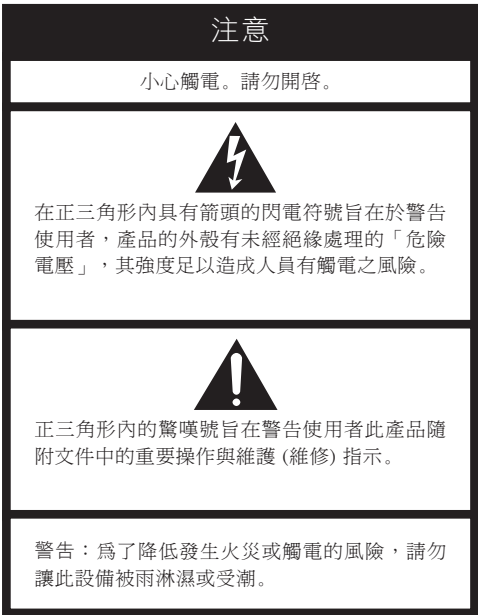 注意
小心觸電。請勿開啓。
在正三角形內具有箭頭的閃電符號旨在於警告
使用者，產品的外殼有未經絕緣處理的「危險
電壓」，其強度足以造成人員有觸電之風險。
正三角形內的驚嘆號旨在警告使用者此產品隨
附文件中的重要操作與維護 (維修) 指示。
警告：爲了降低發生火災或觸電的風險，請勿
讓此設備被雨淋濕或受潮。